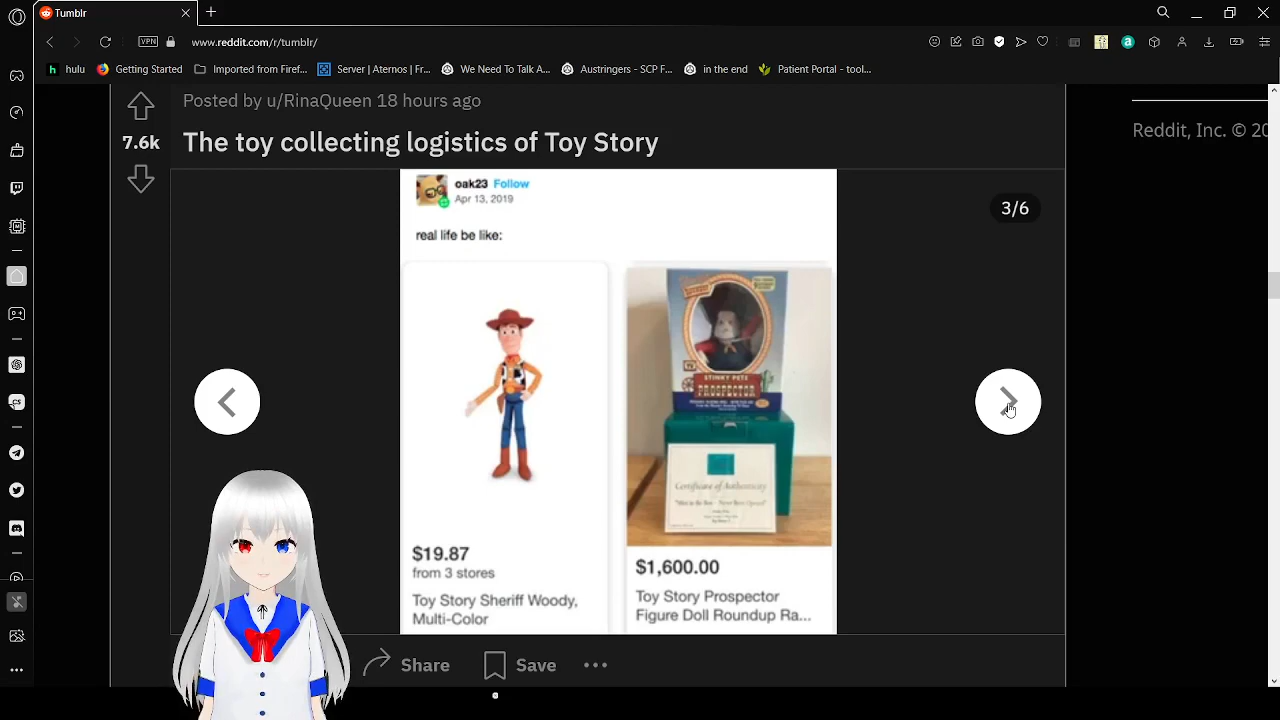 Tumblr
VPN
www.reddit.com/r/tumblr/
a
h hulu
Getting Started
Imported from Firef...
Server | Aternos | Fr...
We Need To Talk A...
Austringers - SCP F...
in the end
Patient Portal - tool...
Posted by u/RinaQueen 18 hours ago
7.6k
The toy collecting logistics of Toy Story
Reddit, Inc. © 20
oak23 Follow
Apr 13, 2019
3/6
real life be like:
STINKY PETE
PROSPECTOR
Certificate of Authenticity
$19.87
from 3 stores
Toy Story Sheriff Woody,
Multi-Color
$1,600.00
Toy Story Prospector
Figure Doll Roundup Ra...
Share
Save